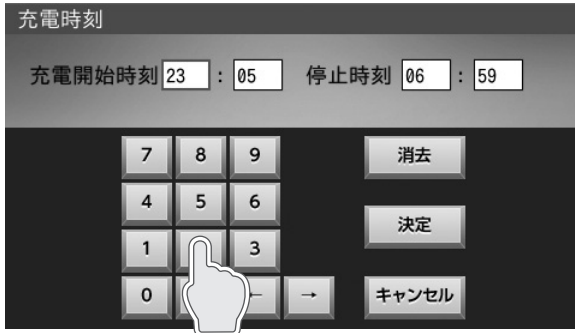 充電時刻
充電開始時刻 23 : 05 停止時刻 06 : 59
7 8 9 消去
4 5 6
決定
1 3
0 ← → キャンセル